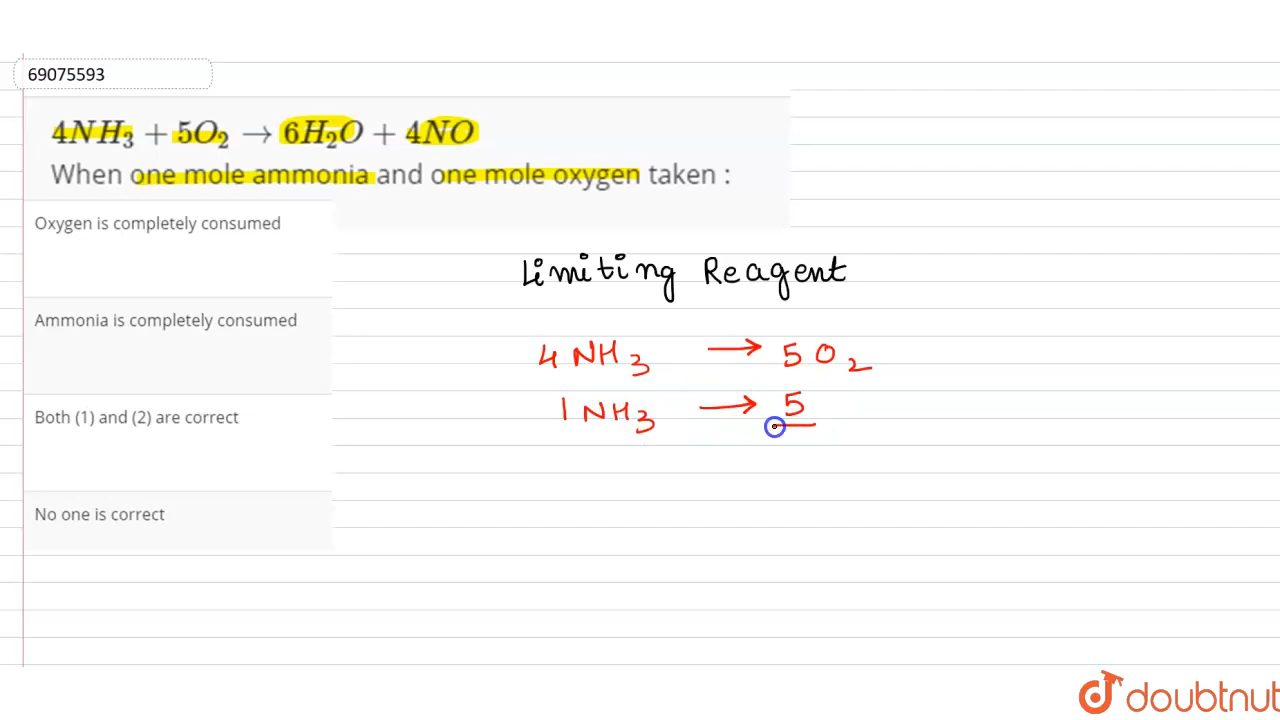 69075593
4NH₃ + 5O₂ → 6H₂O + 4NO
When one mole ammonia and one mole oxygen taken :
Oxygen is completely consumed
Ammonia is completely consumed
Both (1) and (2) are correct
No one is correct
Limiting Reagent
4 NH₃ → 5 O₂
1 NH₃ → 5
doubtnut